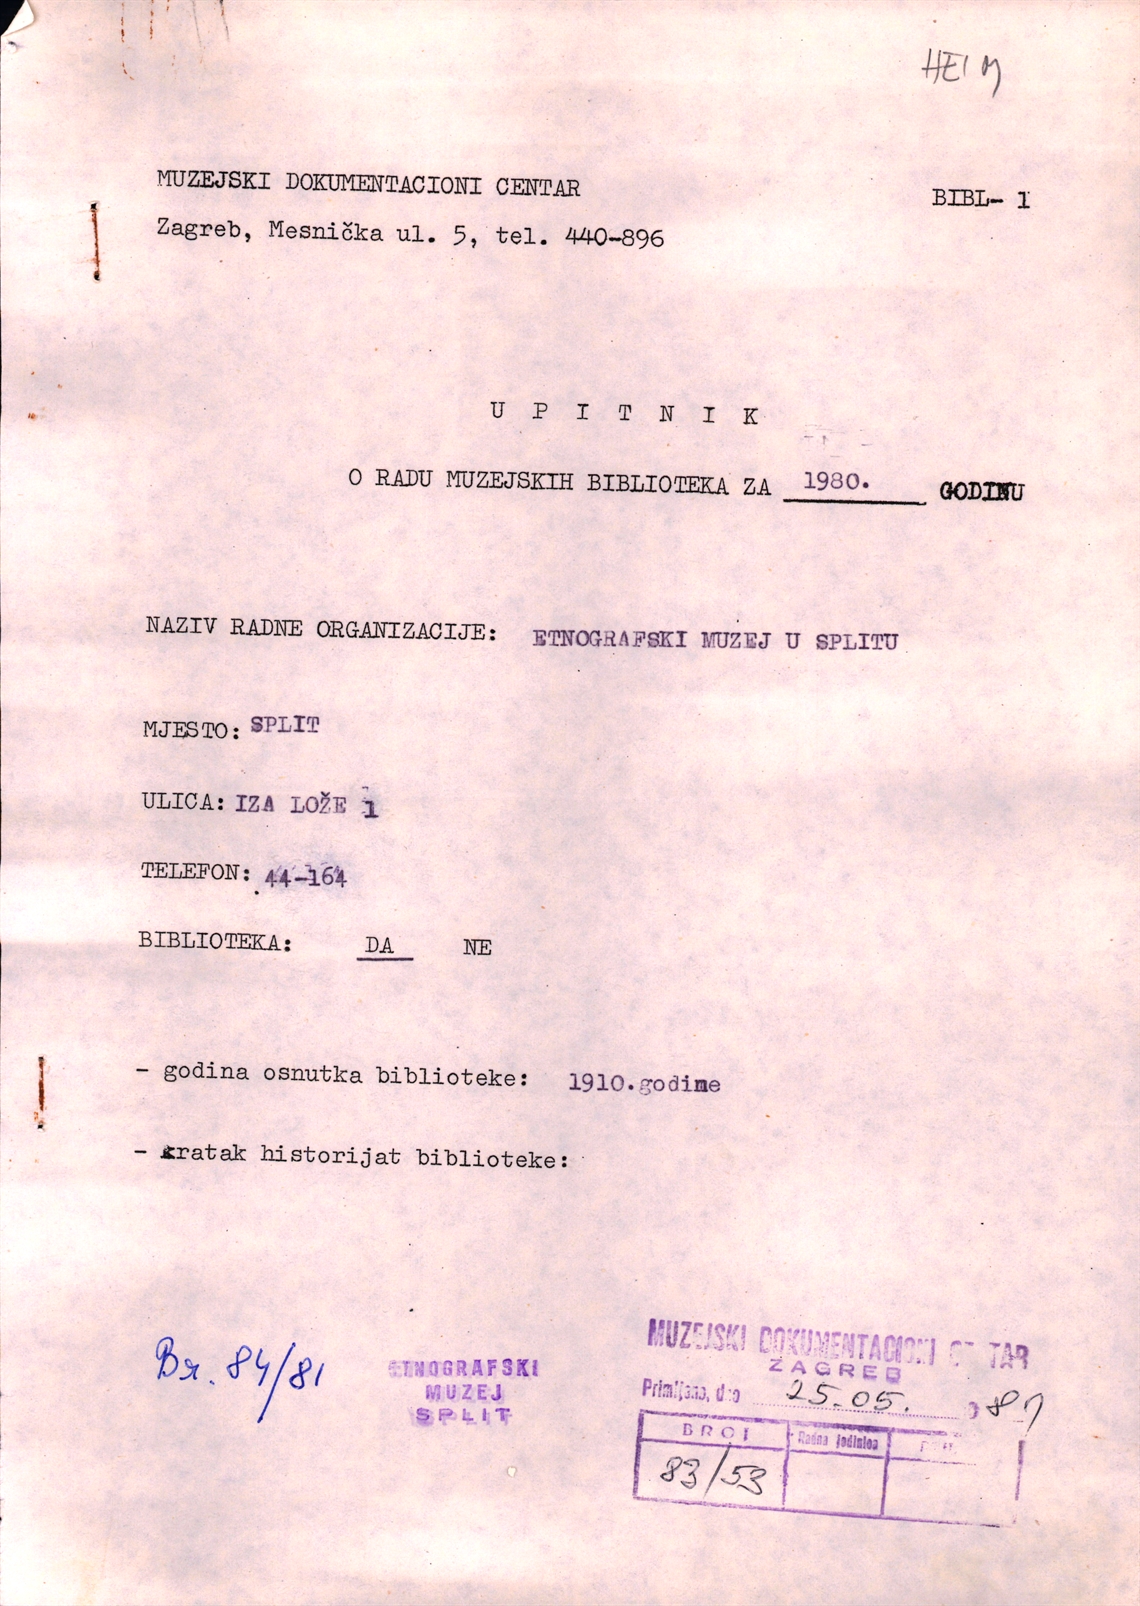 HEIM
MUZEJSKI DOKUMENTACIONI CENTAR
BIBL- 1
Zagreb, Mesnička ul. 5, tel. 440-896
U P I T N I K
O RADU MUZEJSKIH BIBLIOTEKA ZA 1980. GODINU
NAZIV RADNE ORGANIZACIJE: ETNOGRAFSKI MUZEJ U SPLITU
MJESTO: SPLIT
ULICA: IZA LOŽE 1
TELEFON: 44-164
BIBLIOTEKA: DA NE
- godina osnutka biblioteke: 1910.godine
- kratak historijat biblioteke:
Br. 84/81
ETNOGRAFSKI
MUZEJ
SPLIT
MUZEJSKI DOKUMENTACIONI CENTAR
ZAGREB
Primljeno, dno 25.05. 81
BROJ Radna jedinica
83/53